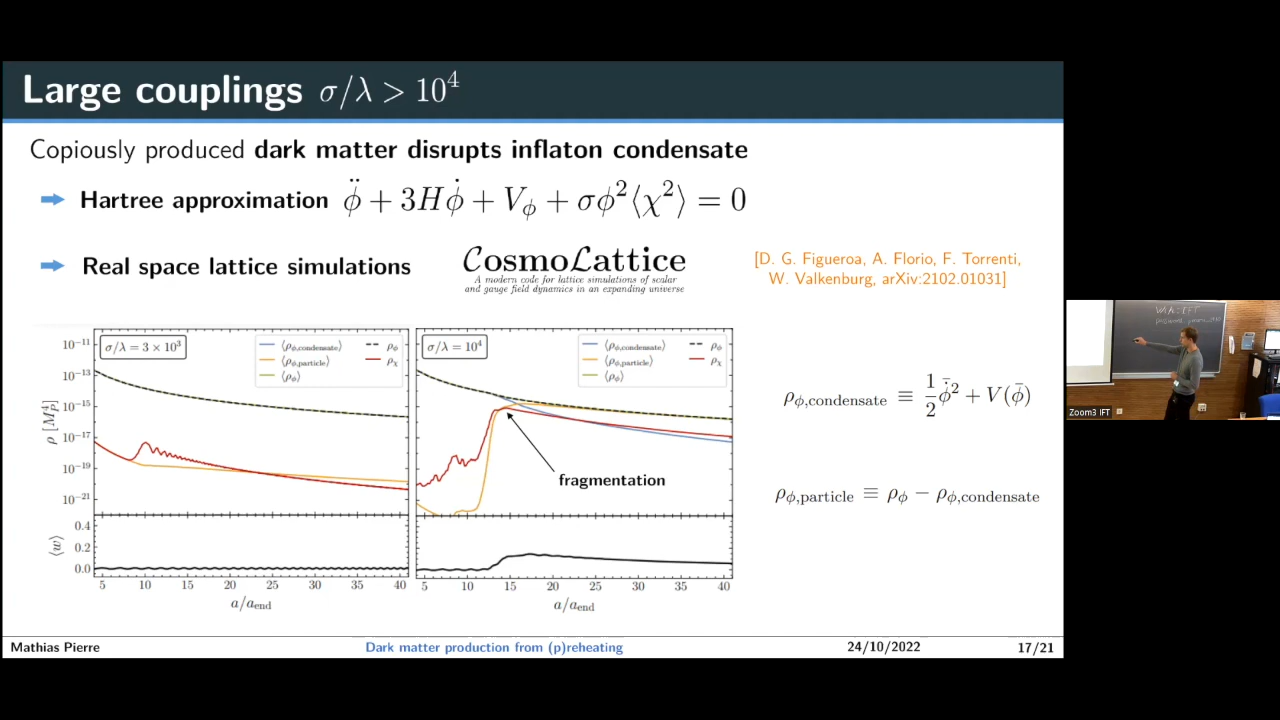 Large couplings σ/λ > 10⁴
Copiously produced dark matter disrupts inflaton condensate
➡ Hartree approximation ϕ̈ + 3Hϕ̇ + V_ϕ + σϕ²⟨χ²⟩ = 0
➡ Real space lattice simulations
CosmoLattice
A modern code for lattice simulations of scalar
and gauge field dynamics in an expanding universe
[D. G. Figueroa, A. Florio, F. Torrenti,
W. Valkenburg, arXiv:2102.01031]
σ/λ = 3 × 10³
⟨ρ_ϕ,condensate⟩ ρ_ϕ
⟨ρ_ϕ,particle⟩ ρ_χ
⟨ρ_ϕ⟩
σ/λ = 10⁴
⟨ρ_ϕ,condensate⟩ ρ_ϕ
⟨ρ_ϕ,particle⟩ ρ_χ
⟨ρ_ϕ⟩
ρ [M_P⁴]
10⁻¹¹
10⁻¹³
10⁻¹⁵
10⁻¹⁷
10⁻¹⁹
10⁻²¹
fragmentation
⟨w⟩
0.4
0.2
0.0
5 10 15 20 25 30 35 40
5 10 15 20 25 30 35 40
a/a_end
a/a_end
ρ_ϕ,condensate ≡ 1/2 ϕ̄̇² + V(ϕ̄)
ρ_ϕ,particle ≡ ρ_ϕ − ρ_ϕ,condensate
Zoom3 IFT
Mathias Pierre
Dark matter production from (p)reheating
24/10/2022
17/21